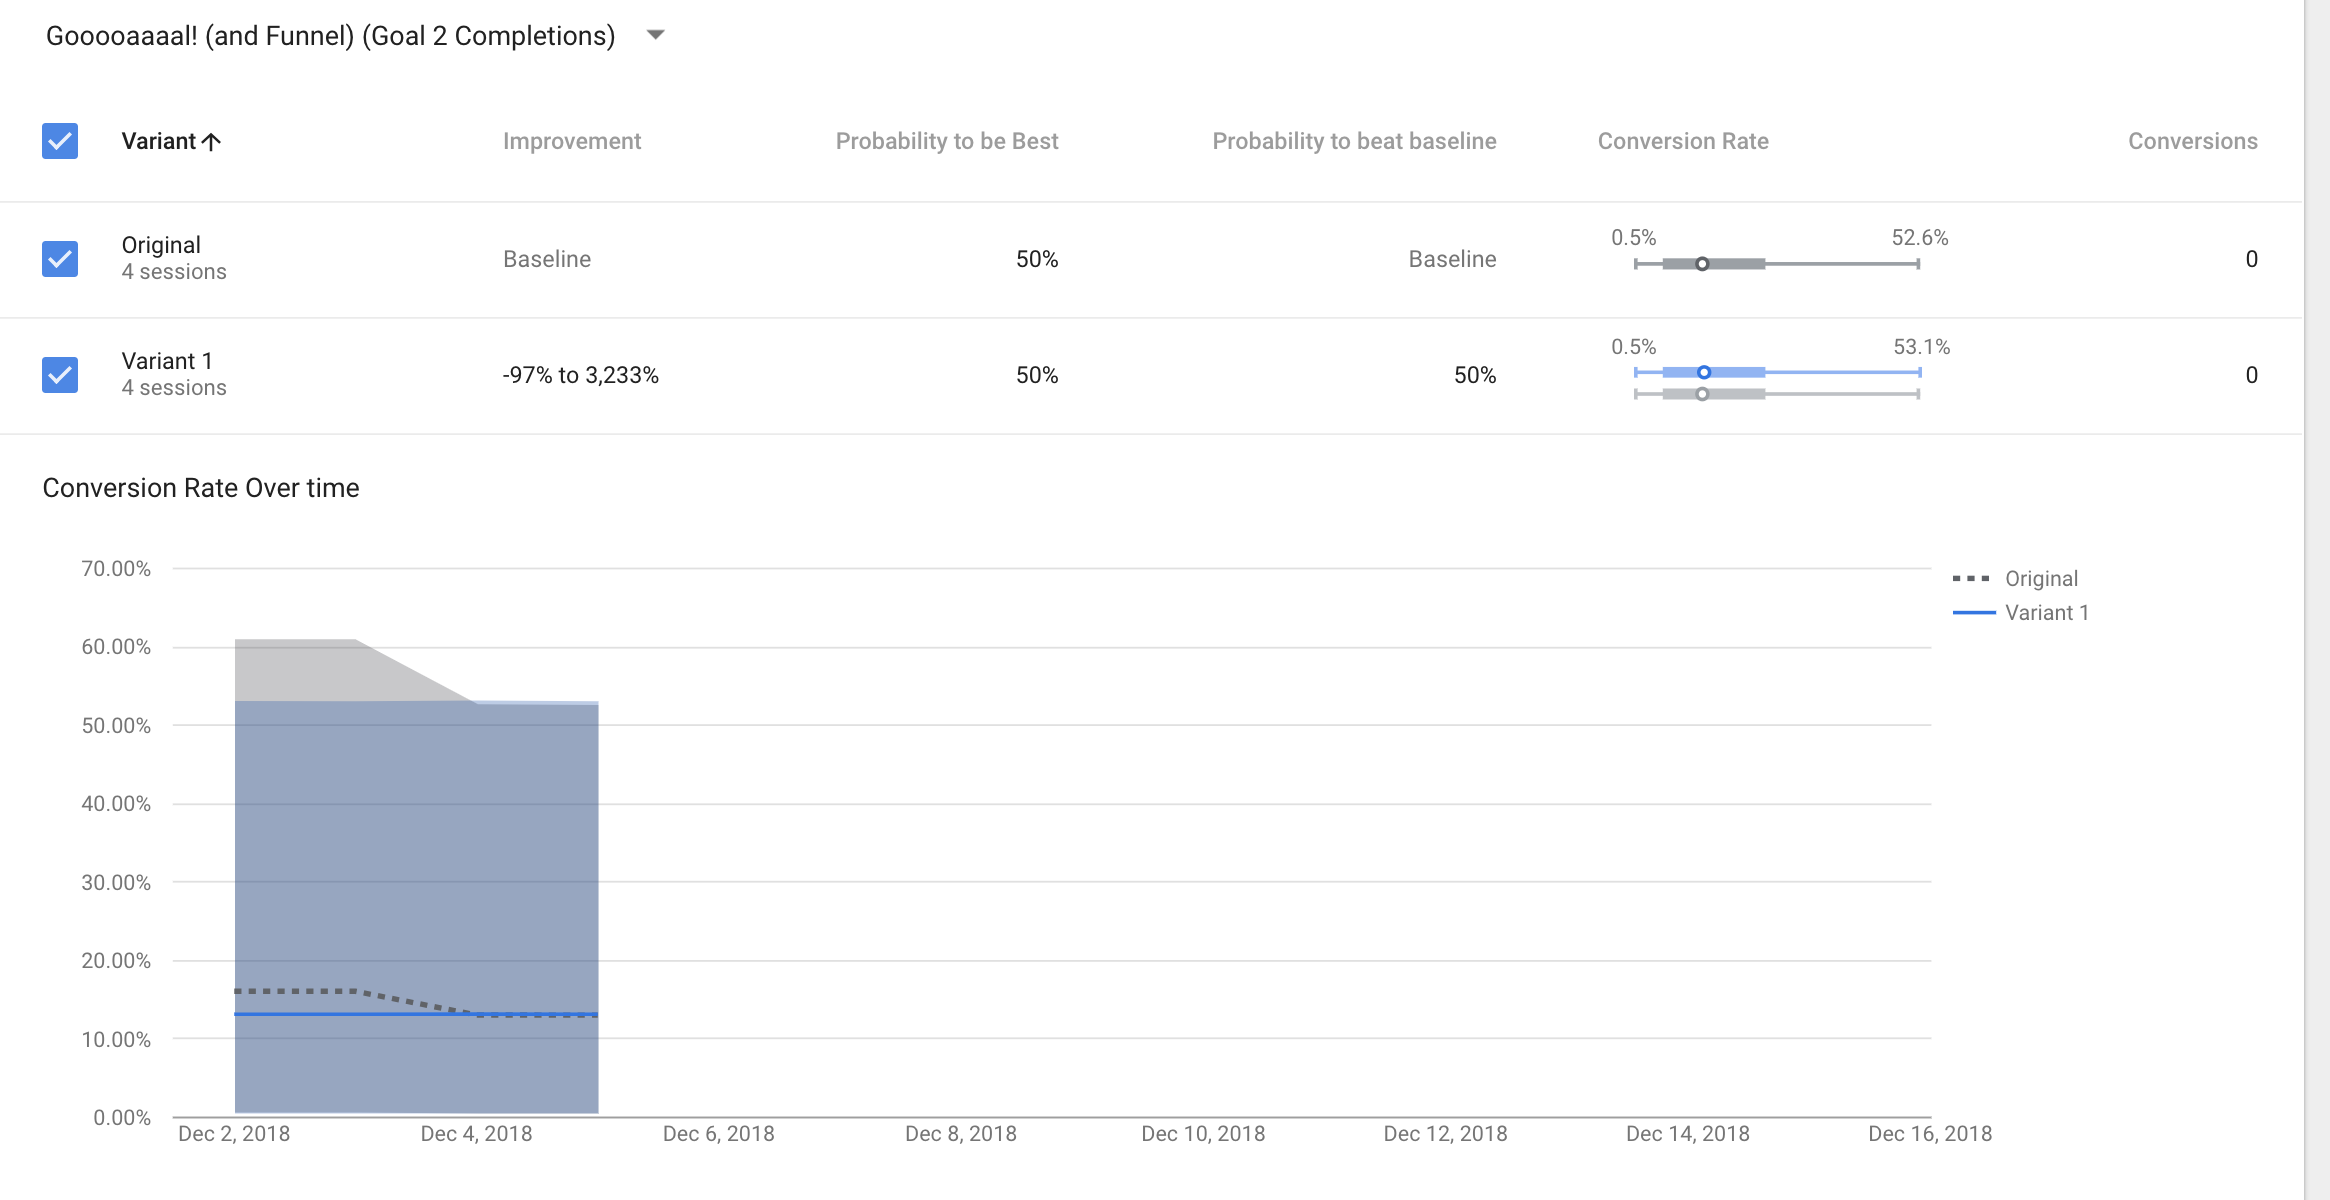 Gooooaaaal! (and Funnel) (Goal 2 Completions)
Variant Improvement Probability to be Best Probability to beat baseline Conversion Rate Conversions
Original
4 sessions
Baseline 50% Baseline 0.5% 52.6% 0
Variant 1
4 sessions
-97% to 3,233% 50% 50% 0.5% 53.1% 0
Conversion Rate Over time
70.00%
60.00%
50.00%
40.00%
30.00%
20.00%
10.00%
0.00%
Dec 2, 2018 Dec 4, 2018 Dec 6, 2018 Dec 8, 2018 Dec 10, 2018 Dec 12, 2018 Dec 14, 2018 Dec 16, 2018
Original
Variant 1